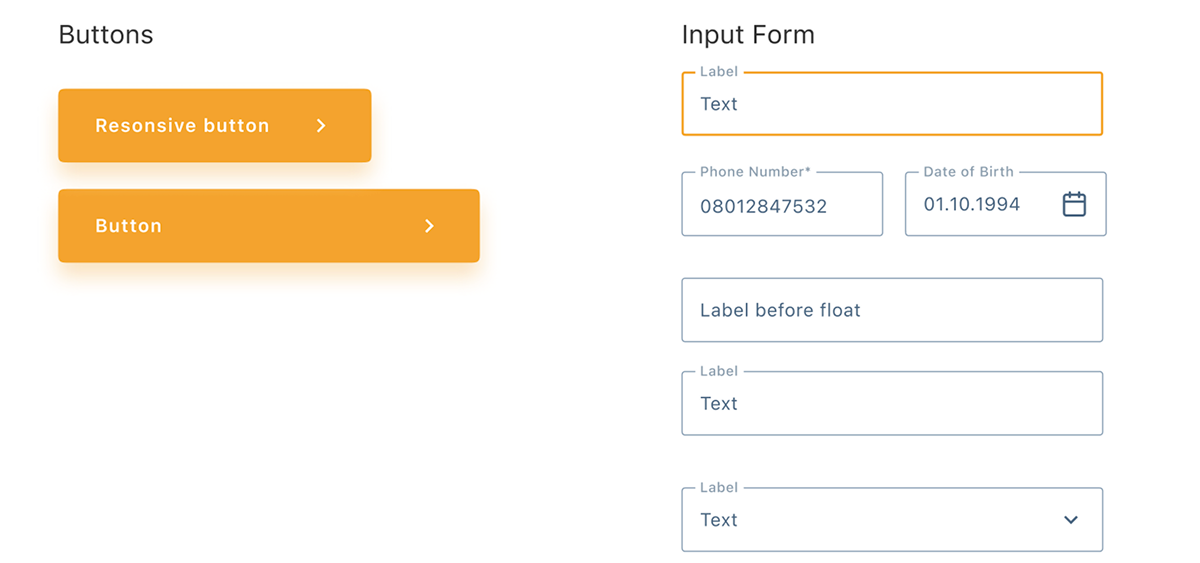 Buttons
Resonsive button
Button
Input Form
Label
Text
Phone Number*
08012847532
Date of Birth
01.10.1994
Label before float
Label
Text
Label
Text